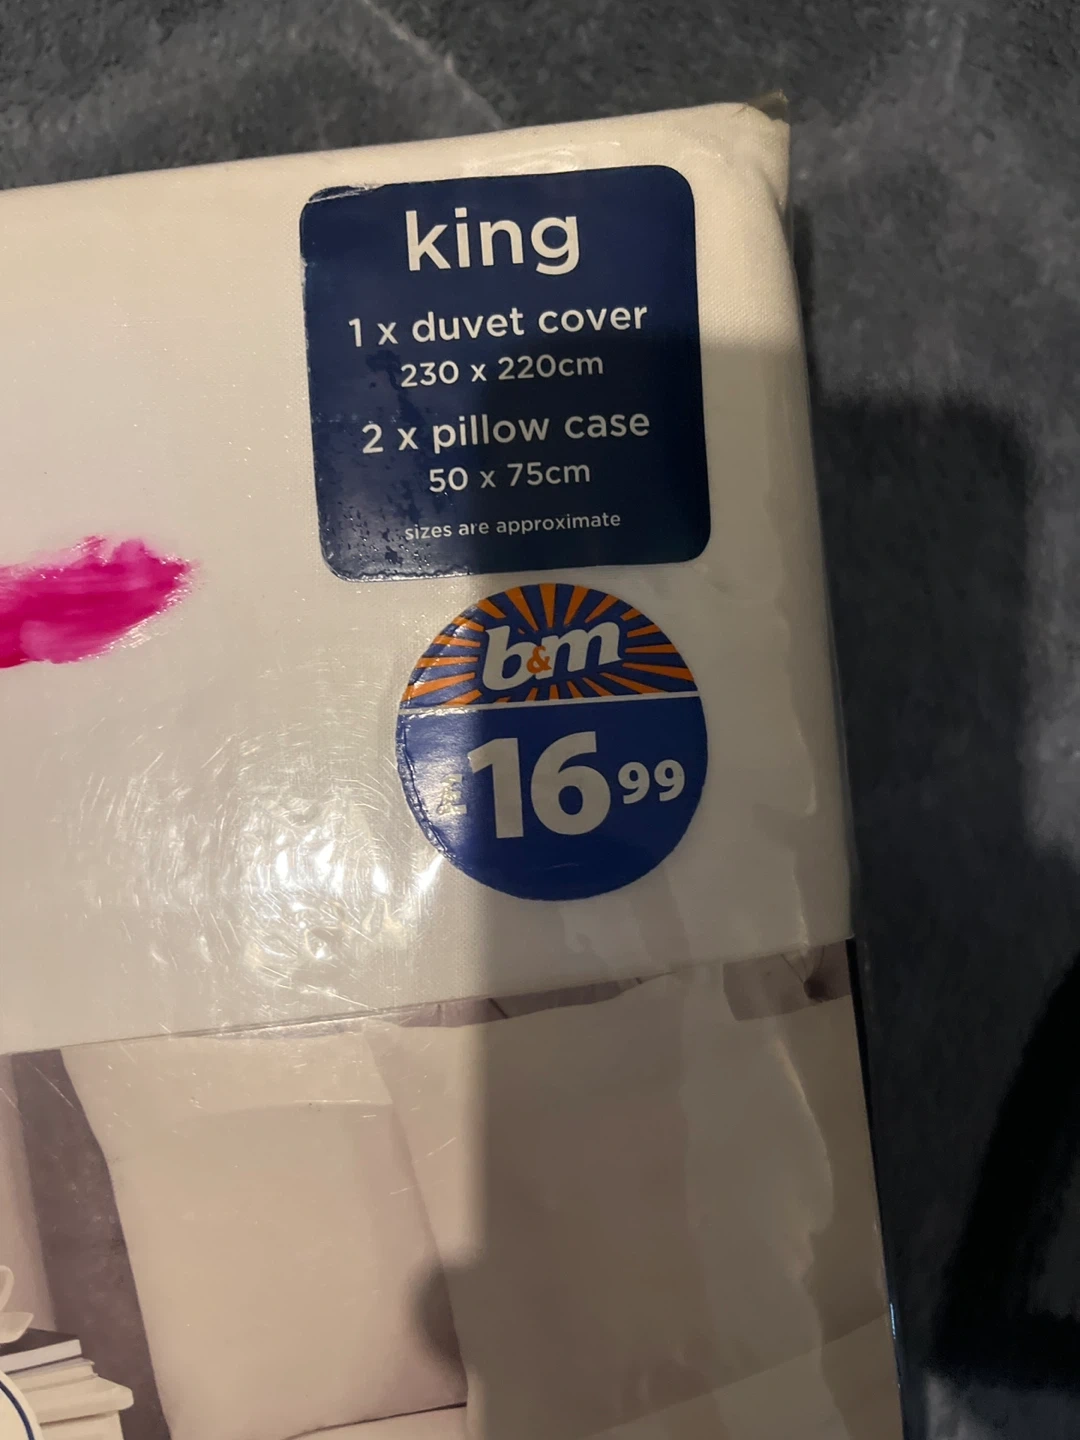 king
1 x duvet cover
230 x 220cm
2 x pillow case
50 x 75cm
sizes are approximate
b&m
£16.99